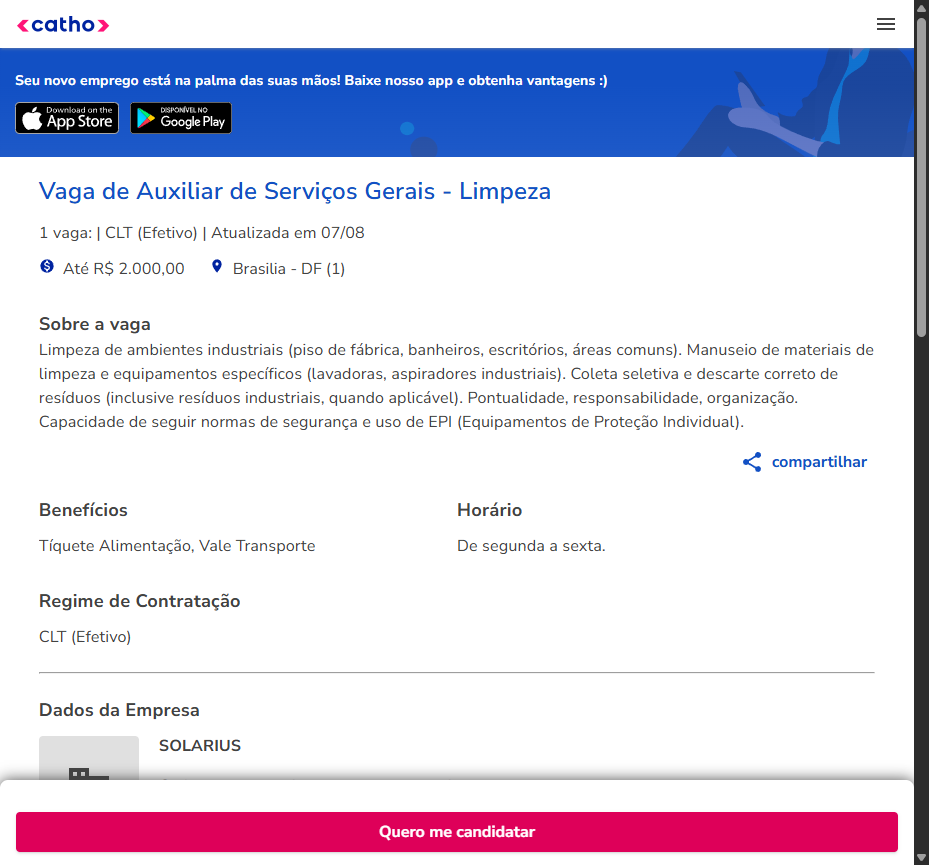 catho
Seu novo emprego está na palma das suas mãos! Baixe nosso app e obtenha vantagens :)
Download on the
App Store
DISPONÍVEL NO
Google Play
Vaga de Auxiliar de Serviços Gerais - Limpeza
1 vaga: | CLT (Efetivo) | Atualizada em 07/08
Até R$ 2.000,00 Brasilia - DF (1)
Sobre a vaga
Limpeza de ambientes industriais (piso de fábrica, banheiros, escritórios, áreas comuns). Manuseio de materiais de
limpeza e equipamentos específicos (lavadoras, aspiradores industriais). Coleta seletiva e descarte correto de
resíduos (inclusive resíduos industriais, quando aplicável). Pontualidade, responsabilidade, organização.
Capacidade de seguir normas de segurança e uso de EPI (Equipamentos de Proteção Individual).
compartilhar
Benefícios
Tíquete Alimentação, Vale Transporte
Horário
De segunda a sexta.
Regime de Contratação
CLT (Efetivo)
Dados da Empresa
SOLARIUS
Quero me candidatar